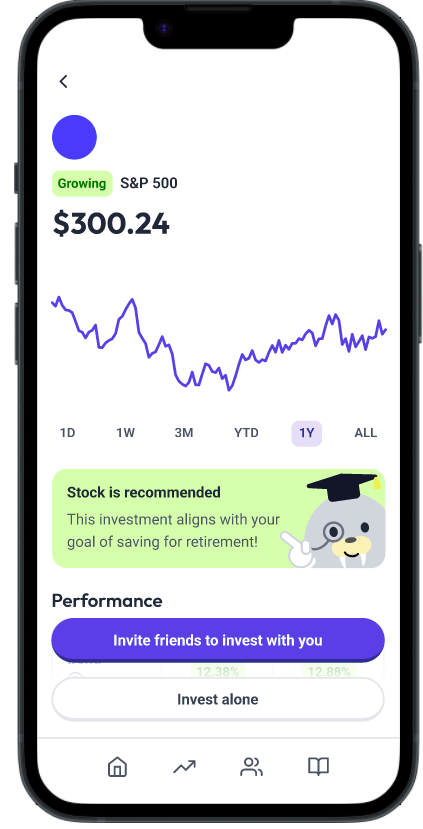 Growing S&P 500
$300.24
1D 1W 3M YTD 1Y ALL
Stock is recommended
This investment aligns with your
goal of saving for retirement!
Performance
Invite friends to invest with you
12.38% 12.88%
Invest alone